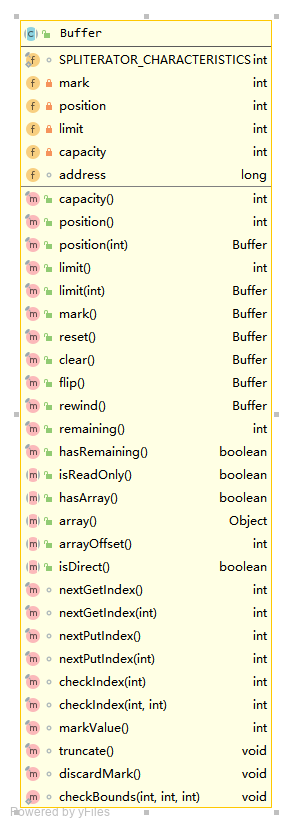 Buffer
SPLITERATOR_CHARACTERISTICS int
mark int
position int
limit int
capacity int
address long
capacity() int
position() int
position(int) Buffer
limit() int
limit(int) Buffer
mark() Buffer
reset() Buffer
clear() Buffer
flip() Buffer
rewind() Buffer
remaining() int
hasRemaining() boolean
isReadOnly() boolean
hasArray() boolean
array() Object
arrayOffset() int
isDirect() boolean
nextGetIndex() int
nextGetIndex(int) int
nextPutIndex() int
nextPutIndex(int) int
checkIndex(int) int
checkIndex(int, int) int
markValue() int
truncate() void
discardMark() void
checkBounds(int, int, int) void
Powered by yFiles